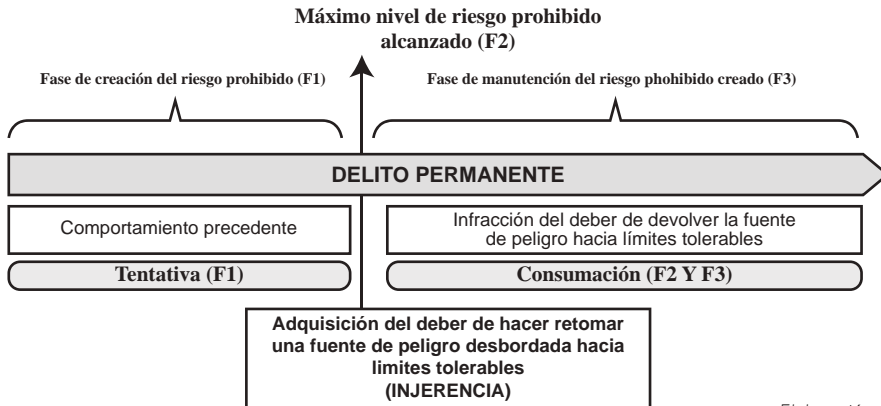 Máximo nivel de riesgo prohibido
alcanzado (F2)
Fase de creación del riesgo prohibido (F1)
Fase de manutención del riesgo phohibido creado (F3)
DELITO PERMANENTE
Comportamiento precedente
Infracción del deber de devolver la fuente
de peligro hacia límites tolerables
Tentativa (F1)
Consumación (F2 Y F3)
Adquisición del deber de hacer retomar
una fuente de peligro desbordada hacia
limites tolerables
(INJERENCIA)